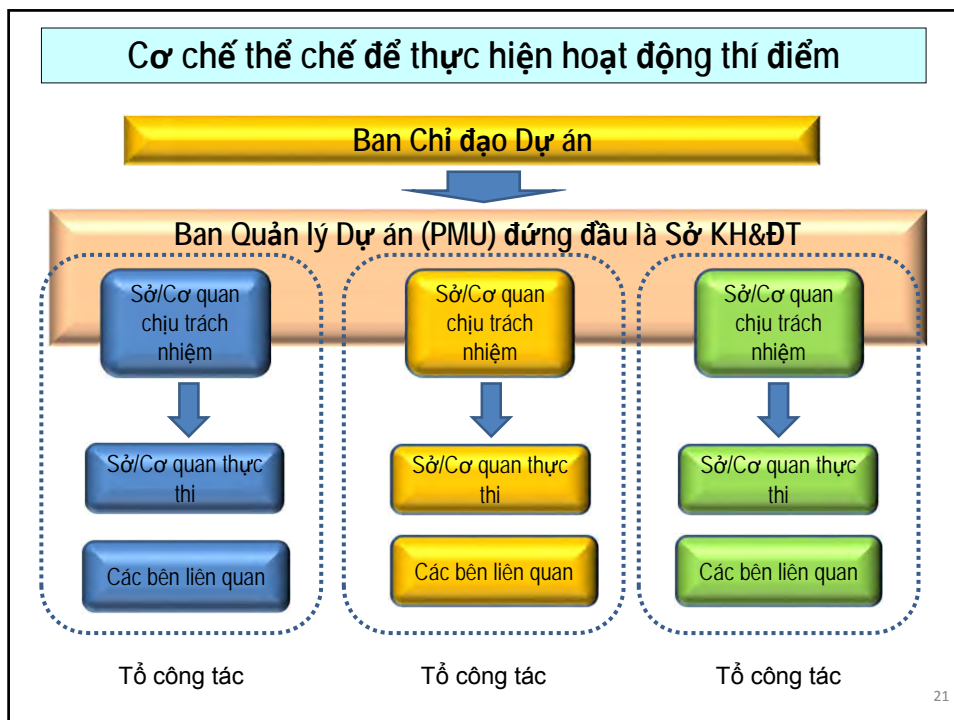 Cơ chế thể chế để thực hiện hoạt động thí điểm
Ban Chỉ đạo Dự án
Ban Quản lý Dự án (PMU) đứng đầu là Sở KH&ĐT
Sở/Cơ quan
chịu trách
nhiệm
Sở/Cơ quan thực
thi
Các bên liên quan
Tổ công tác
Sở/Cơ quan
chịu trách
nhiệm
Sở/Cơ quan thực
thi
Các bên liên quan
Tổ công tác
Sở/Cơ quan
chịu trách
nhiệm
Sở/Cơ quan thực
thi
Các bên liên quan
Tổ công tác
21